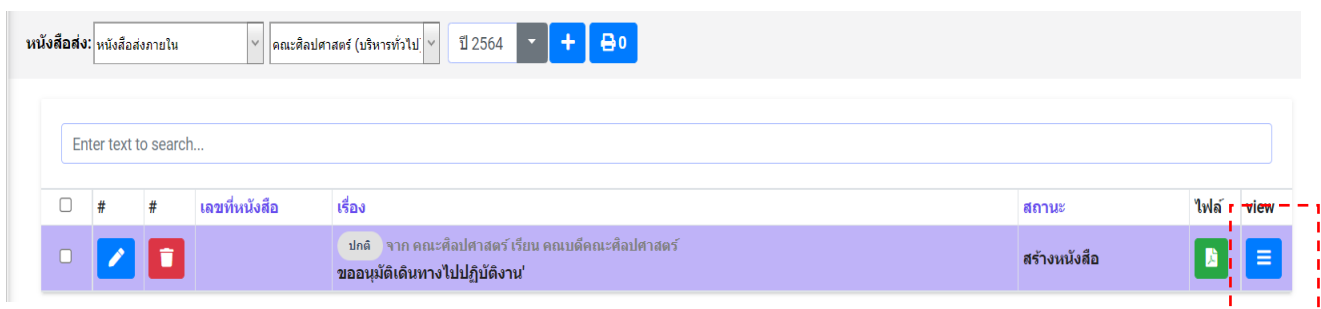 หนังสือส่ง: หนังสือส่งภายใน คณะศิลปศาสตร์ (บริหารทั่วไป) ปี 2564 + 0
Enter text to search...
# # เลขที่หนังสือ เรื่อง สถานะ ไฟล์ view
ปกติ จาก คณะศิลปศาสตร์ เรียน คณบดีคณะศิลปศาสตร์
ขออนุมัติเดินทางไปปฏิบัติงาน' สร้างหนังสือ